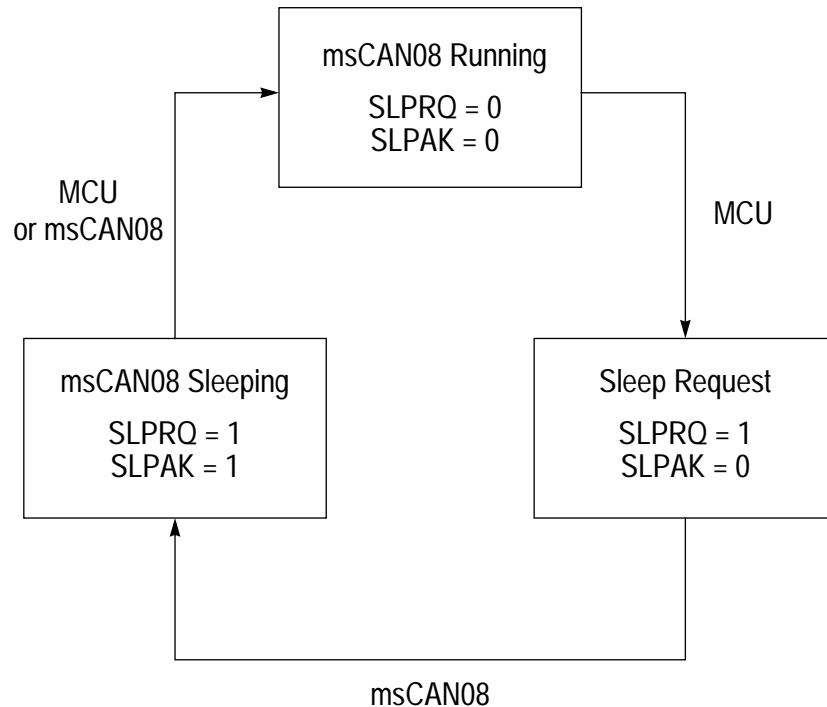 msCAN08 Running
SLPRQ = 0
SLPAK = 0
MCU
or msCAN08
MCU
msCAN08 Sleeping
SLPRQ = 1
SLPAK = 1
Sleep Request
SLPRQ = 1
SLPAK = 0
msCAN08